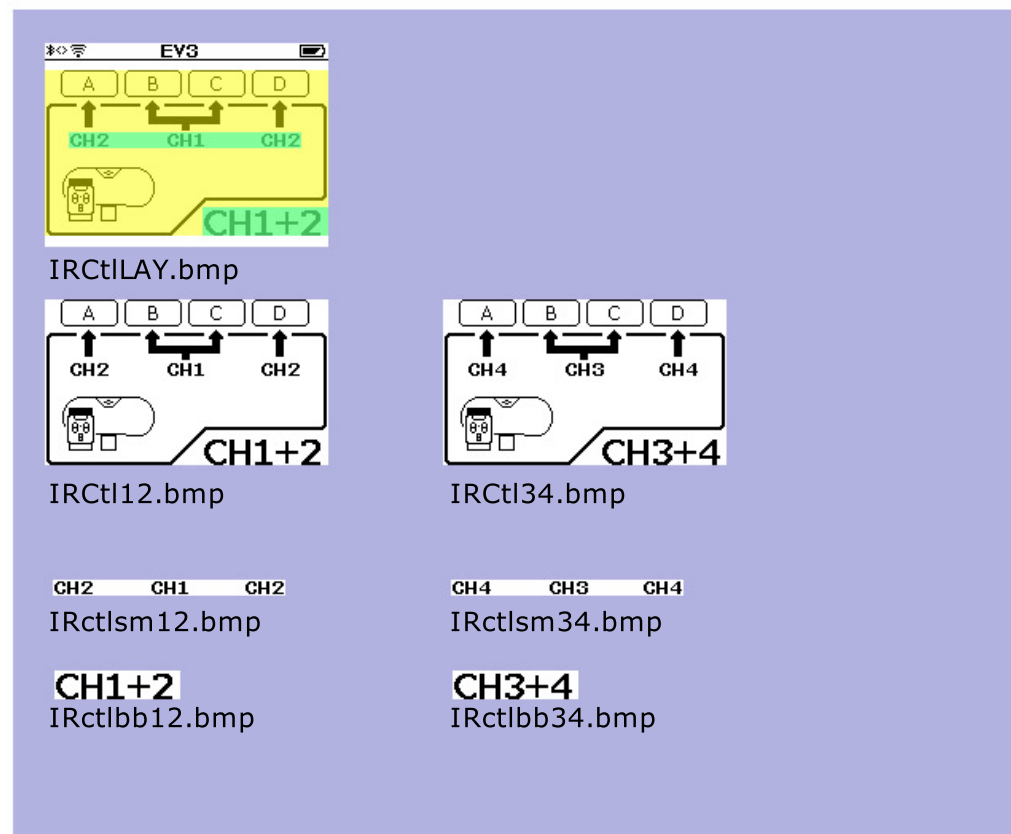 EV3
A B C D
CH2 CH1 CH2
CH1+2
IRCtlLAY.bmp
A B C D
CH2 CH1 CH2
CH1+2
IRCtl12.bmp
A B C D
CH4 CH3 CH4
CH3+4
IRCtl34.bmp
CH2 CH1 CH2
IRctlsm12.bmp
CH4 CH3 CH4
IRctlsm34.bmp
CH1+2
IRctlbb12.bmp
CH3+4
IRctlbb34.bmp